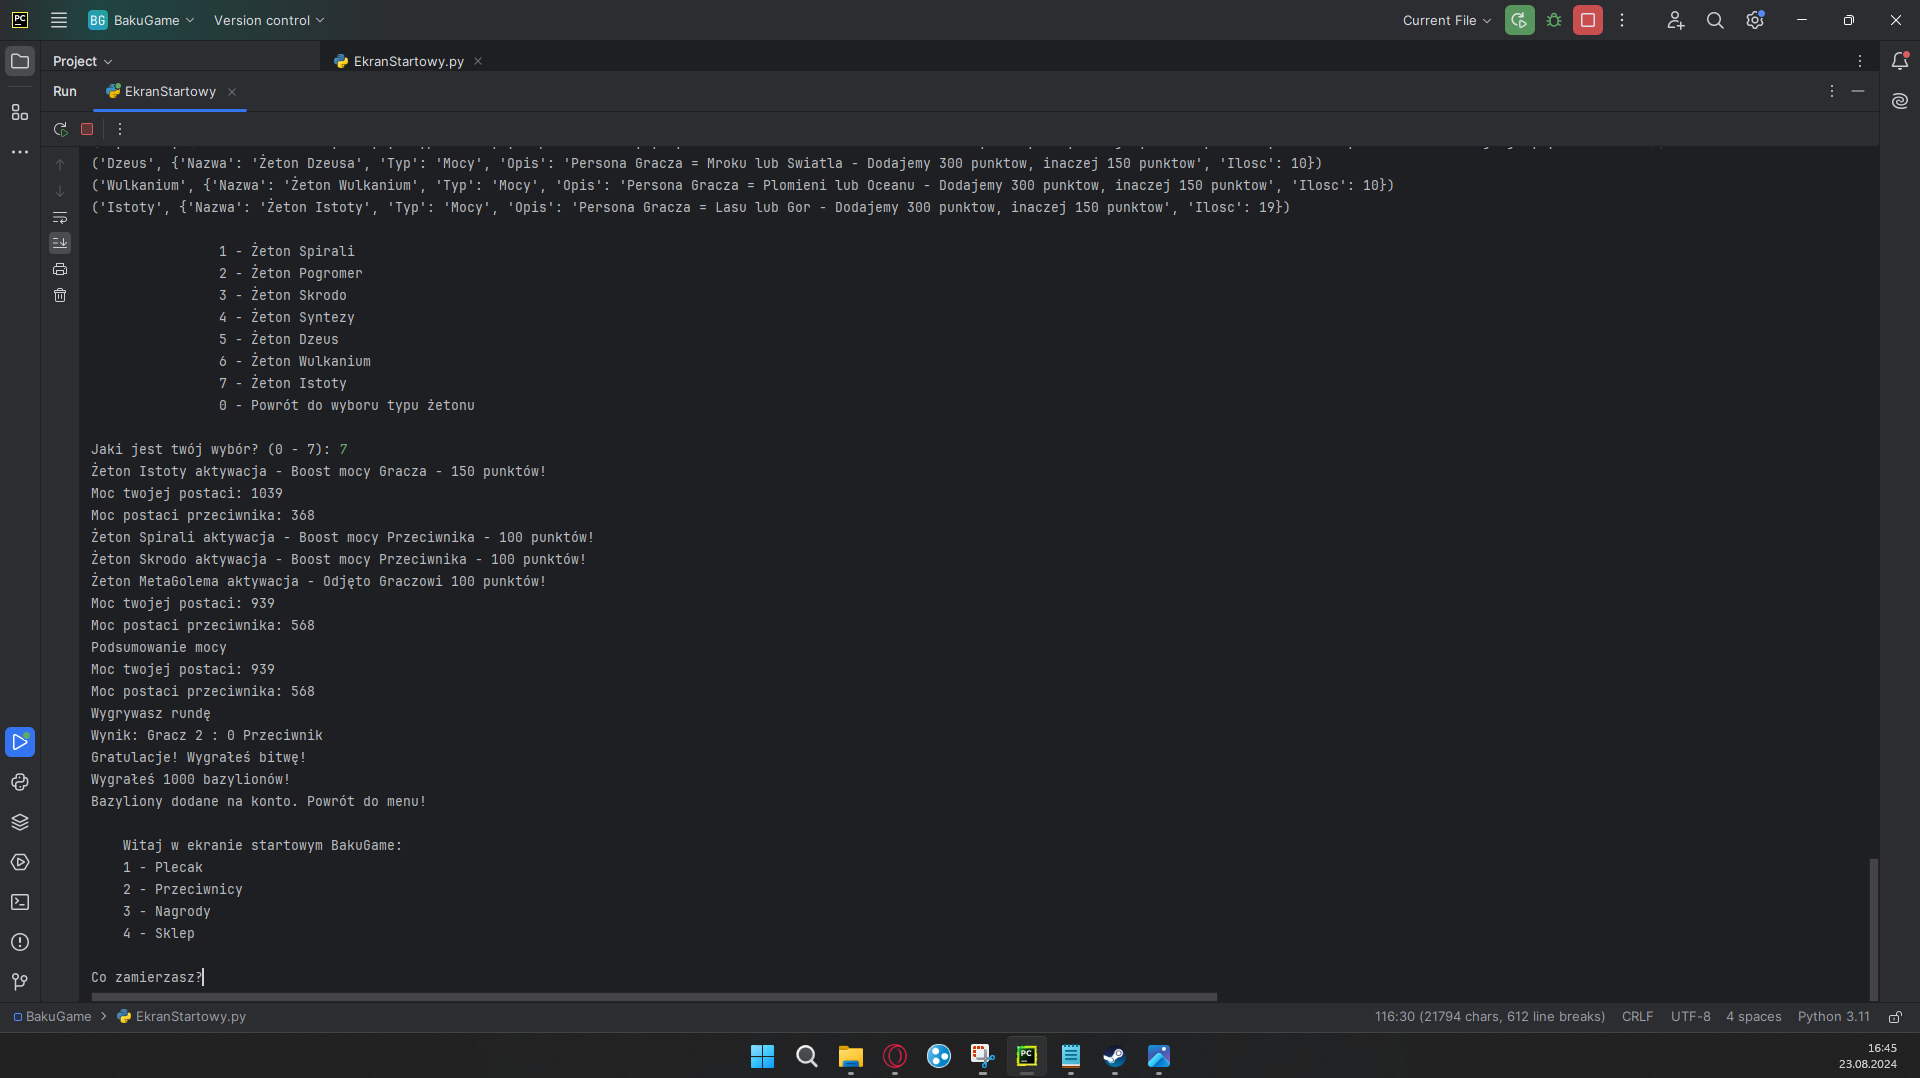 PC BG BakuGame Version control Current File
Project EkranStartowy.py
Run EkranStartowy
('Dzeus', {'Nazwa': 'Żeton Dzeusa', 'Typ': 'Mocy', 'Opis': 'Persona Gracza = Mroku lub Swiatla - Dodajemy 300 punktow, inaczej 150 punktow', 'Ilosc': 10})
('Wulkanium', {'Nazwa': 'Żeton Wulkanium', 'Typ': 'Mocy', 'Opis': 'Persona Gracza = Plomieni lub Oceanu - Dodajemy 300 punktow, inaczej 150 punktow', 'Ilosc': 10})
('Istoty', {'Nazwa': 'Żeton Istoty', 'Typ': 'Mocy', 'Opis': 'Persona Gracza = Lasu lub Gor - Dodajemy 300 punktow, inaczej 150 punktow', 'Ilosc': 19})
1 - Żeton Spirali
2 - Żeton Pogromer
3 - Żeton Skrodo
4 - Żeton Syntezy
5 - Żeton Dzeus
6 - Żeton Wulkanium
7 - Żeton Istoty
0 - Powrót do wyboru typu żetonu
Jaki jest twój wybór? (0 - 7): 7
Żeton Istoty aktywacja - Boost mocy Gracza - 150 punktów!
Moc twojej postaci: 1039
Moc postaci przeciwnika: 368
Żeton Spirali aktywacja - Boost mocy Przeciwnika - 100 punktów!
Żeton Skrodo aktywacja - Boost mocy Przeciwnika - 100 punktów!
Żeton MetaGolema aktywacja - Odjęto Graczowi 100 punktów!
Moc twojej postaci: 939
Moc postaci przeciwnika: 568
Podsumowanie mocy
Moc twojej postaci: 939
Moc postaci przeciwnika: 568
Wygrywasz rundę
Wynik: Gracz 2 : 0 Przeciwnik
Gratulacje! Wygrałeś bitwę!
Wygrałeś 1000 bazylionów!
Bazyliony dodane na konto. Powrót do menu!
Witaj w ekranie startowym BakuGame:
1 - Plecak
2 - Przeciwnicy
3 - Nagrody
4 - Sklep
Co zamierzasz?
BakuGame > EkranStartowy.py 116:30 (21794 chars, 612 line breaks) CRLF UTF-8 4 spaces Python 3.11
PC
16:45
23.08.2024